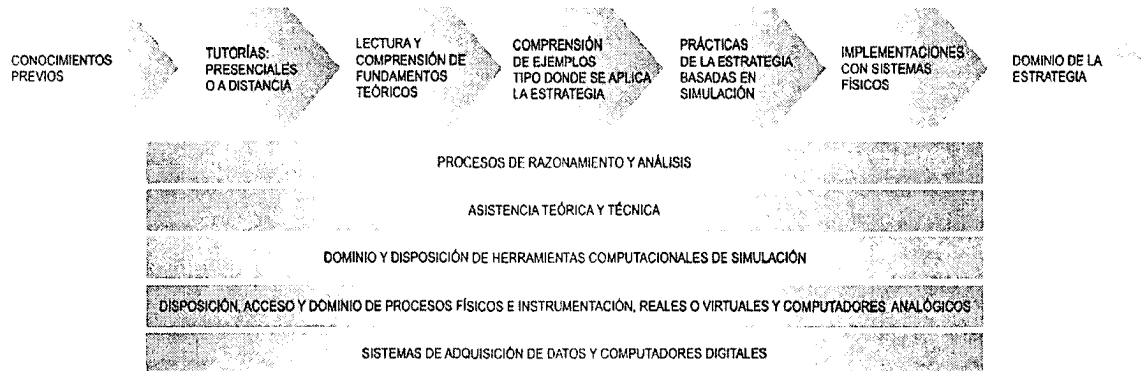 CONOCIMIENTOS
PREVIOS
TUTORÍAS:
PRESENCIALES
O A DISTANCIA
LECTURA Y
COMPRENSIÓN DE
FUNDAMENTOS
TEÓRICOS
COMPRENSIÓN
DE EJEMPLOS
TIPO DONDE SE APLICA
LA ESTRATEGIA
PRÁCTICAS
DE LA ESTRATEGIA
BASADAS EN
SIMULACIÓN
IMPLEMENTACIONES
CON SISTEMAS
FÍSICOS
DOMINIO DE LA
ESTRATEGIA
PROCESOS DE RAZONAMIENTO Y ANÁLISIS
ASISTENCIA TEÓRICA Y TÉCNICA
DOMINIO Y DISPOSICIÓN DE HERRAMIENTAS COMPUTACIONALES DE SIMULACIÓN
DISPOSICIÓN, ACCESO Y DOMINIO DE PROCESOS FÍSICOS E INSTRUMENTACIÓN, REALES O VIRTUALES Y COMPUTADORES ANALÓGICOS
SISTEMAS DE ADQUISICIÓN DE DATOS Y COMPUTADORES DIGITALES